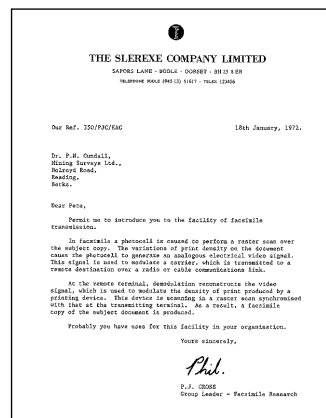 THE SLEREXE COMPANY LIMITED
SAPORS LANE - BOOLE - DORSET - BH 25 8 ER
TELEPHONE BOOLE (945 13) 51617 - TELEX 123456
Our Ref. 350/PJC/EAC
18th January, 1972.
Dr. P.N. Cundall,
Mining Surveys Ltd.,
Holroyd Road,
Reading,
Berks.
Dear Pete,
Permit me to introduce you to the facility of facsimile
transmission.
In facsimile a photocell is caused to perform a raster scan over
the subject copy. The variations of print density on the document
cause the photocell to generate an analogous electrical video signal.
This signal is used to modulate a carrier, which is transmitted to a
remote destination over a radio or cable communications link.
At the remote terminal, demodulation reconstructs the video
signal, which is used to modulate the density of print produced by a
printing device. This device is scanning in a raster scan synchronised
with that at the transmitting terminal. As a result, a facsimile
copy of the subject document is produced.
Probably you have uses for this facility in your organisation.
Yours sincerely,
Phil.
P.J. CROSS
Group Leader - Facsimile Research